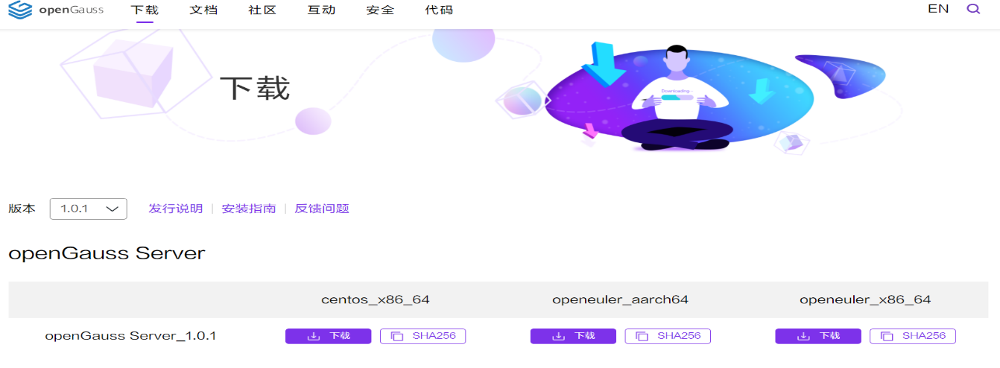 openGauss 下载 文档 社区 互动 安全 代码 EN
下载
Downloading
版本 1.0.1 发行说明 安装指南 反馈问题
openGauss Server
centos_x86_64 openeuler_aarch64 openeuler_x86_64
openGauss Server_1.0.1 下载 SHA256 下载 SHA256 下载 SHA256